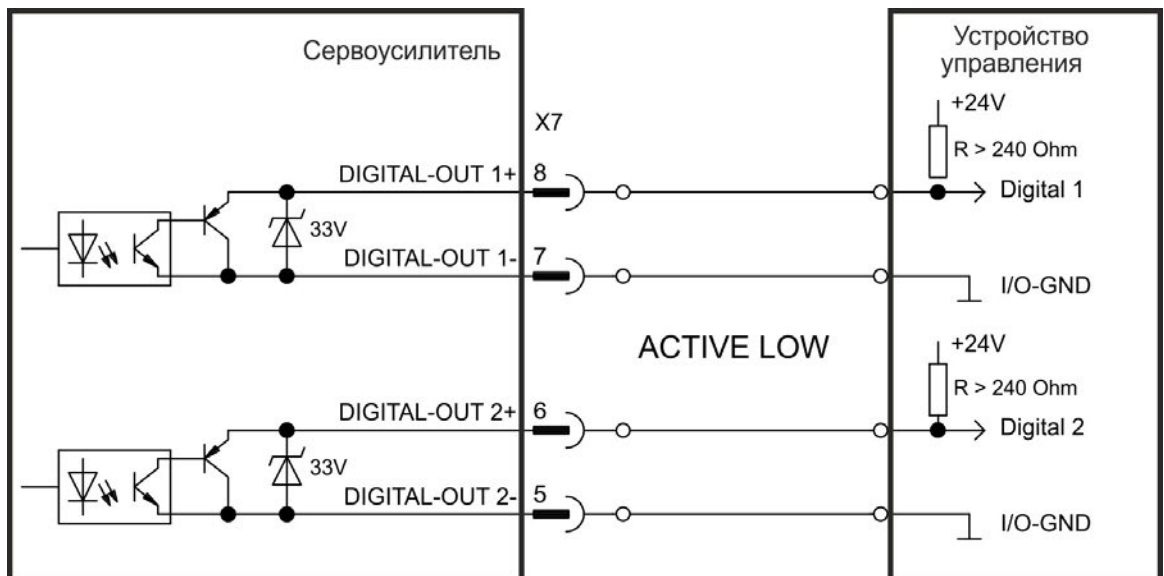 Сервоусилитель
Устройство
управления
+24V
X7
R > 240 Ohm
DIGITAL-OUT 1+
8
Digital 1
33V
DIGITAL-OUT 1-
7
I/O-GND
ACTIVE LOW
+24V
R > 240 Ohm
DIGITAL-OUT 2+
6
Digital 2
33V
DIGITAL-OUT 2-
5
I/O-GND